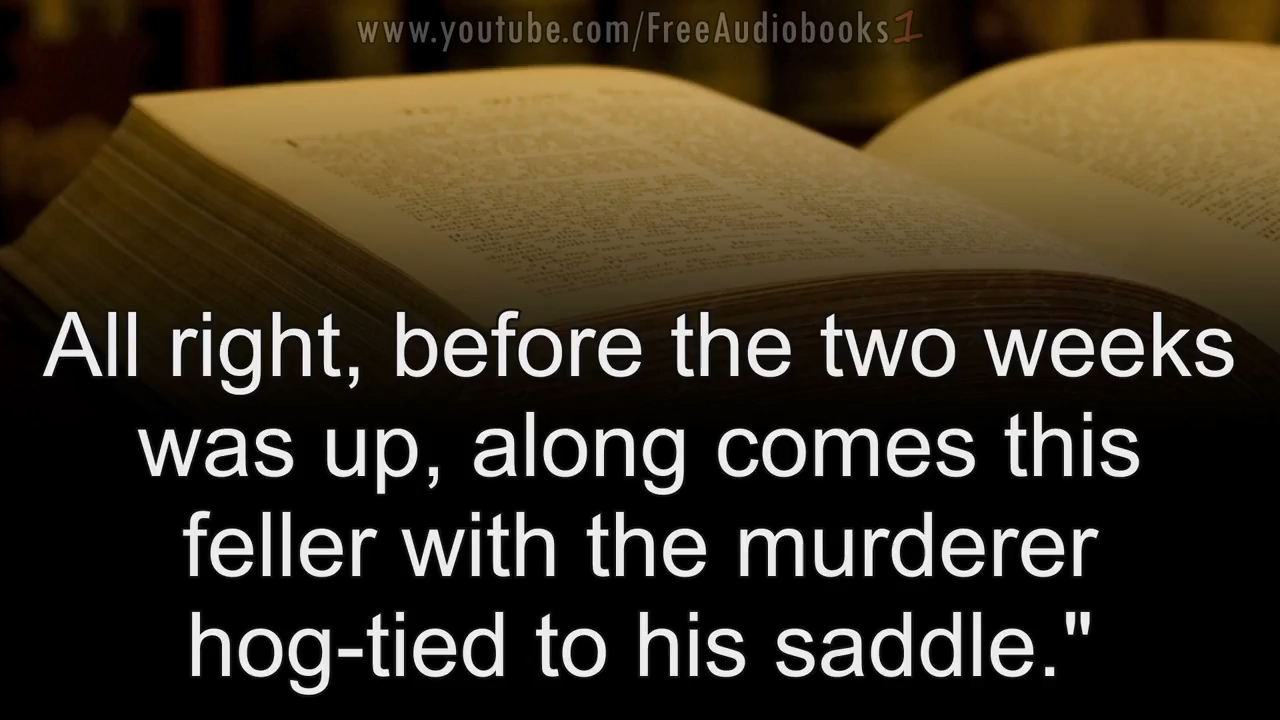 www.youtube.com/FreeAudiobooks1
All right, before the two weeks
was up, along comes this
feller with the murderer
hog-tied to his saddle."